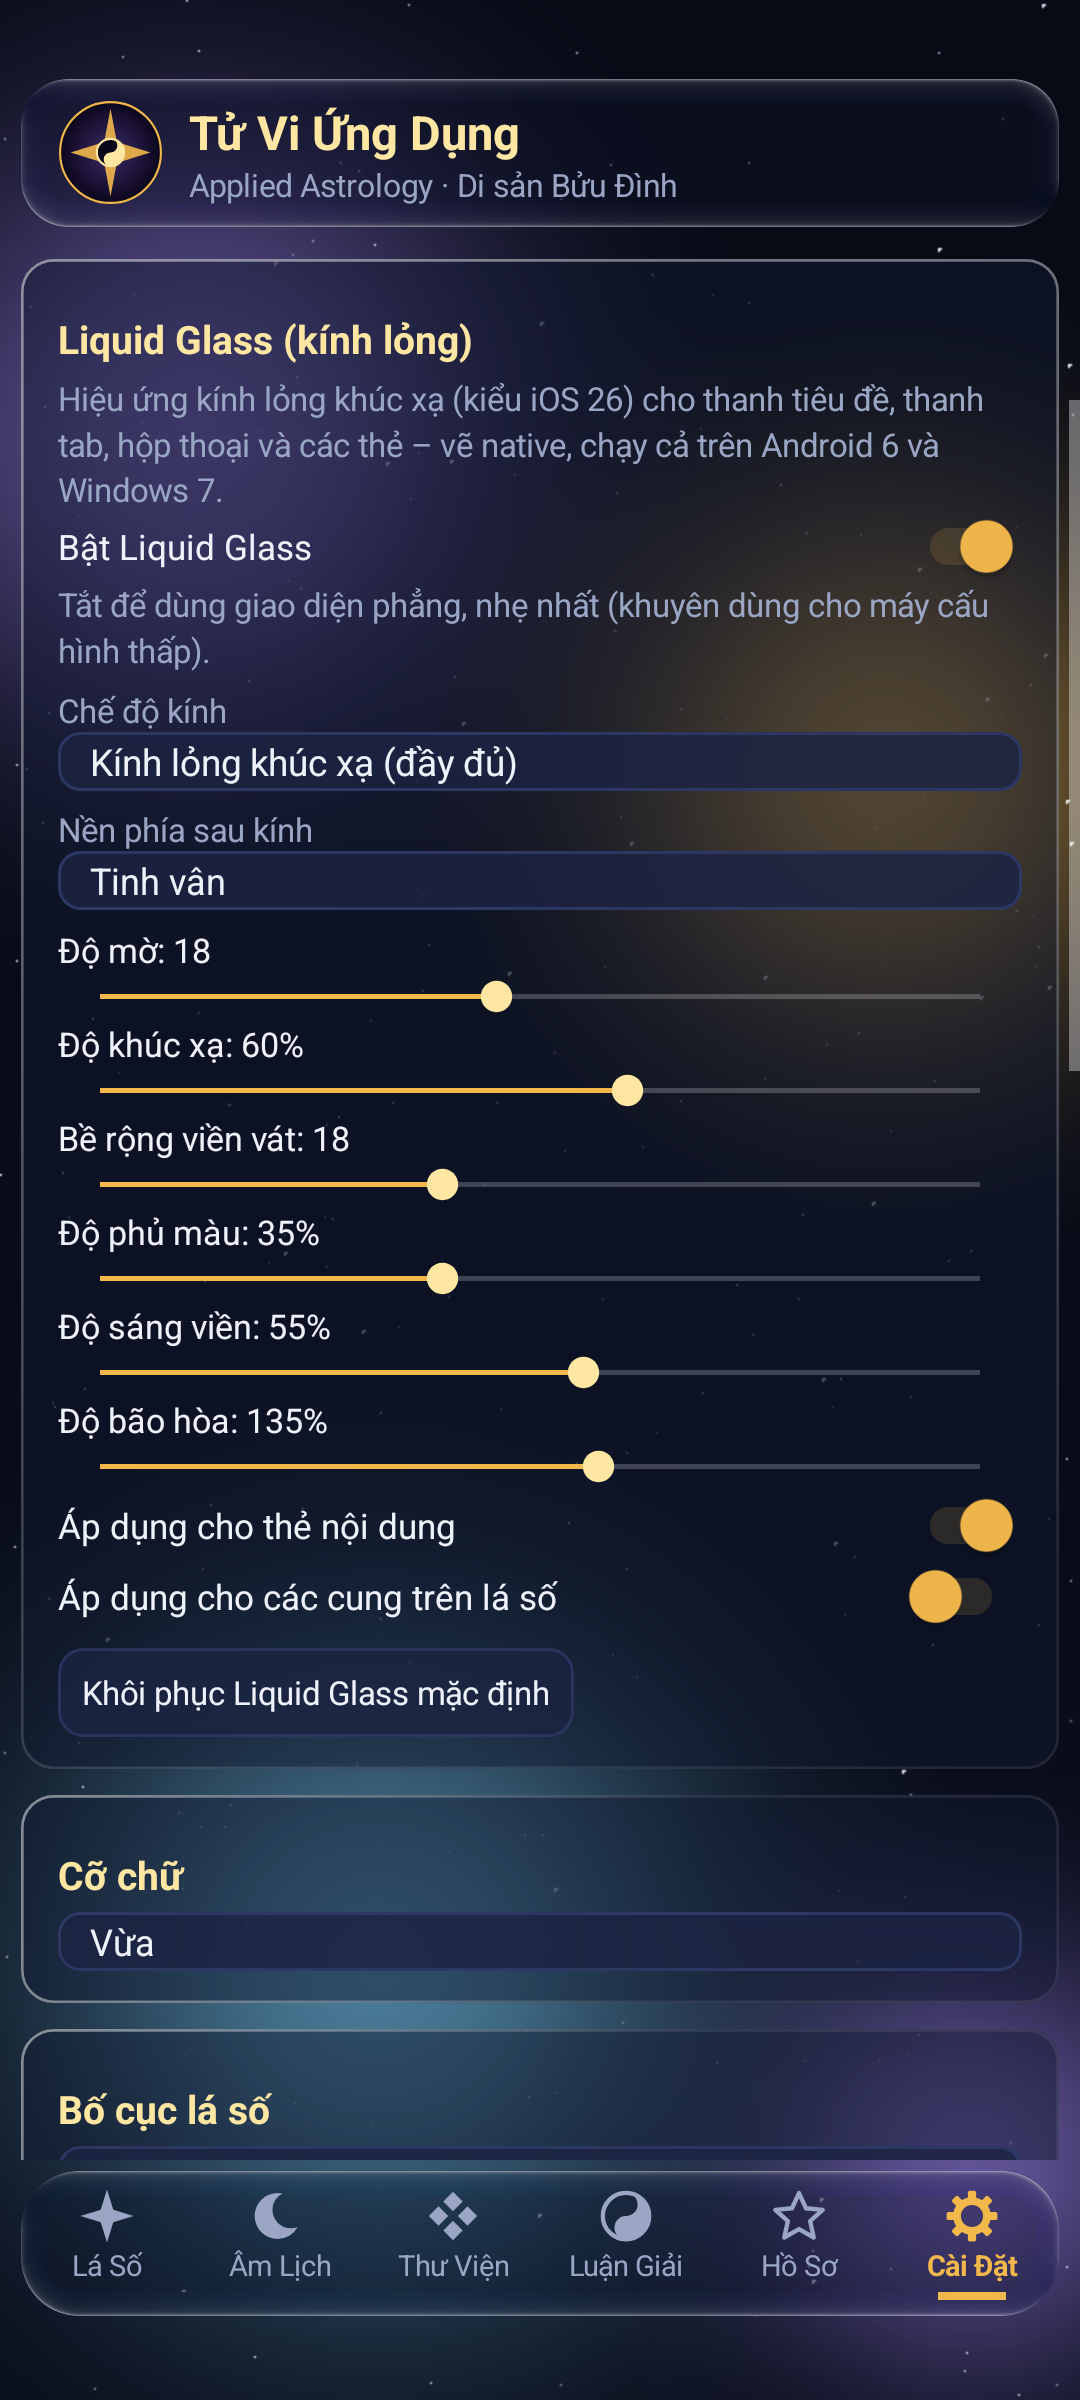 Tử Vi Ứng Dụng
Applied Astrology · Di sản Bửu Đình
Liquid Glass (kính lỏng)
Hiệu ứng kính lỏng khúc xạ (kiểu iOS 26) cho thanh tiêu đề, thanh
tab, hộp thoại và các thẻ – vẽ native, chạy cả trên Android 6 và
Windows 7.
Bật Liquid Glass
Tắt để dùng giao diện phẳng, nhẹ nhất (khuyên dùng cho máy cấu
hình thấp).
Chế độ kính
Kính lỏng khúc xạ (đầy đủ)
Nền phía sau kính
Tinh vân
Độ mờ: 18
Độ khúc xạ: 60%
Bề rộng viền vát: 18
Độ phủ màu: 35%
Độ sáng viền: 55%
Độ bão hòa: 135%
Áp dụng cho thẻ nội dung
Áp dụng cho các cung trên lá số
Khôi phục Liquid Glass mặc định
Cỡ chữ
Vừa
Bố cục lá số
Lá Số
Âm Lịch
Thư Viện
Luận Giải
Hồ Sơ
Cài Đặt